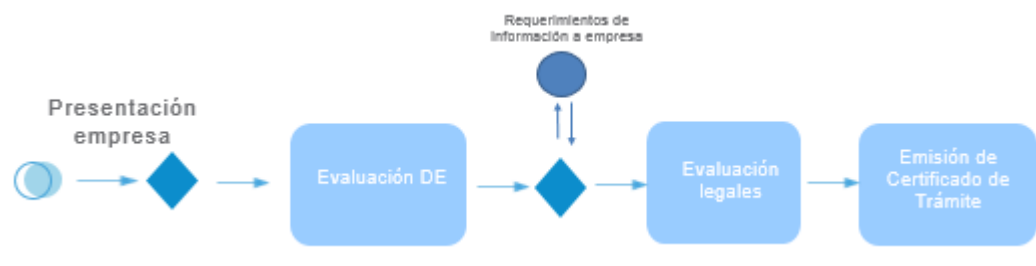 Requerimientos de
información a empresa
Presentación
empresa
Evaluación DE
Evaluación
legales
Emisión de
Certificado de
Trámite